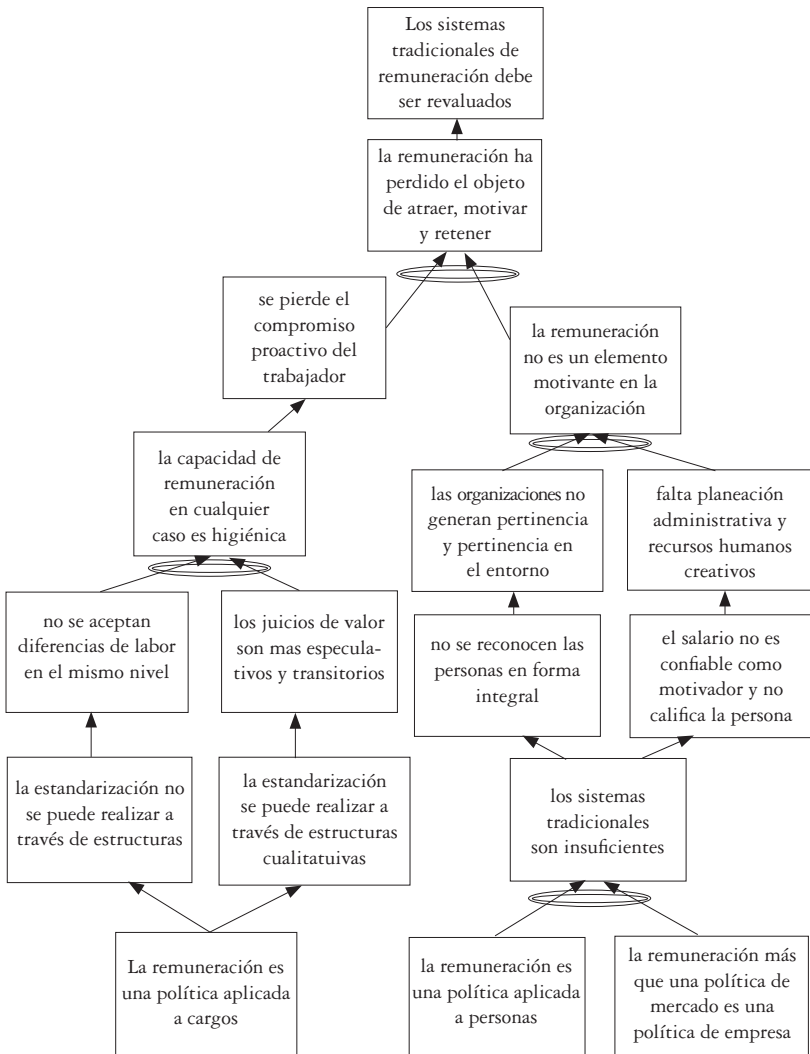 Los sistemas
tradicionales de
remuneración debe
ser revaluados
la remuneración ha
perdido el objeto
de atraer, motivar
y retener
se pierde el
compromiso
proactivo del
trabajador
la remuneración
no es un elemento
motivante en la
organización
la capacidad de
remuneración
en cualquier
caso es higiénica
las organizaciones no
generan pertinencia
y pertinencia en
el entorno
falta planeación
administrativa y
recursos humanos
creativos
no se aceptan
diferencias de labor
en el mismo nivel
los juicios de valor
son mas especula-
tivos y transitorios
no se reconocen las
personas en forma
integral
el salario no es
confiable como
motivador y no
califica la persona
la estandarización no
se puede realizar a
través de estructuras
la estandarización
se puede realizar a
través de estructuras
cualitatuivas
los sistemas
tradicionales
son insuficientes
La remuneración es
una política aplicada
a cargos
la remuneración es
una política aplicada
a personas
la remuneración más
que una política de
mercado es una
política de empresa